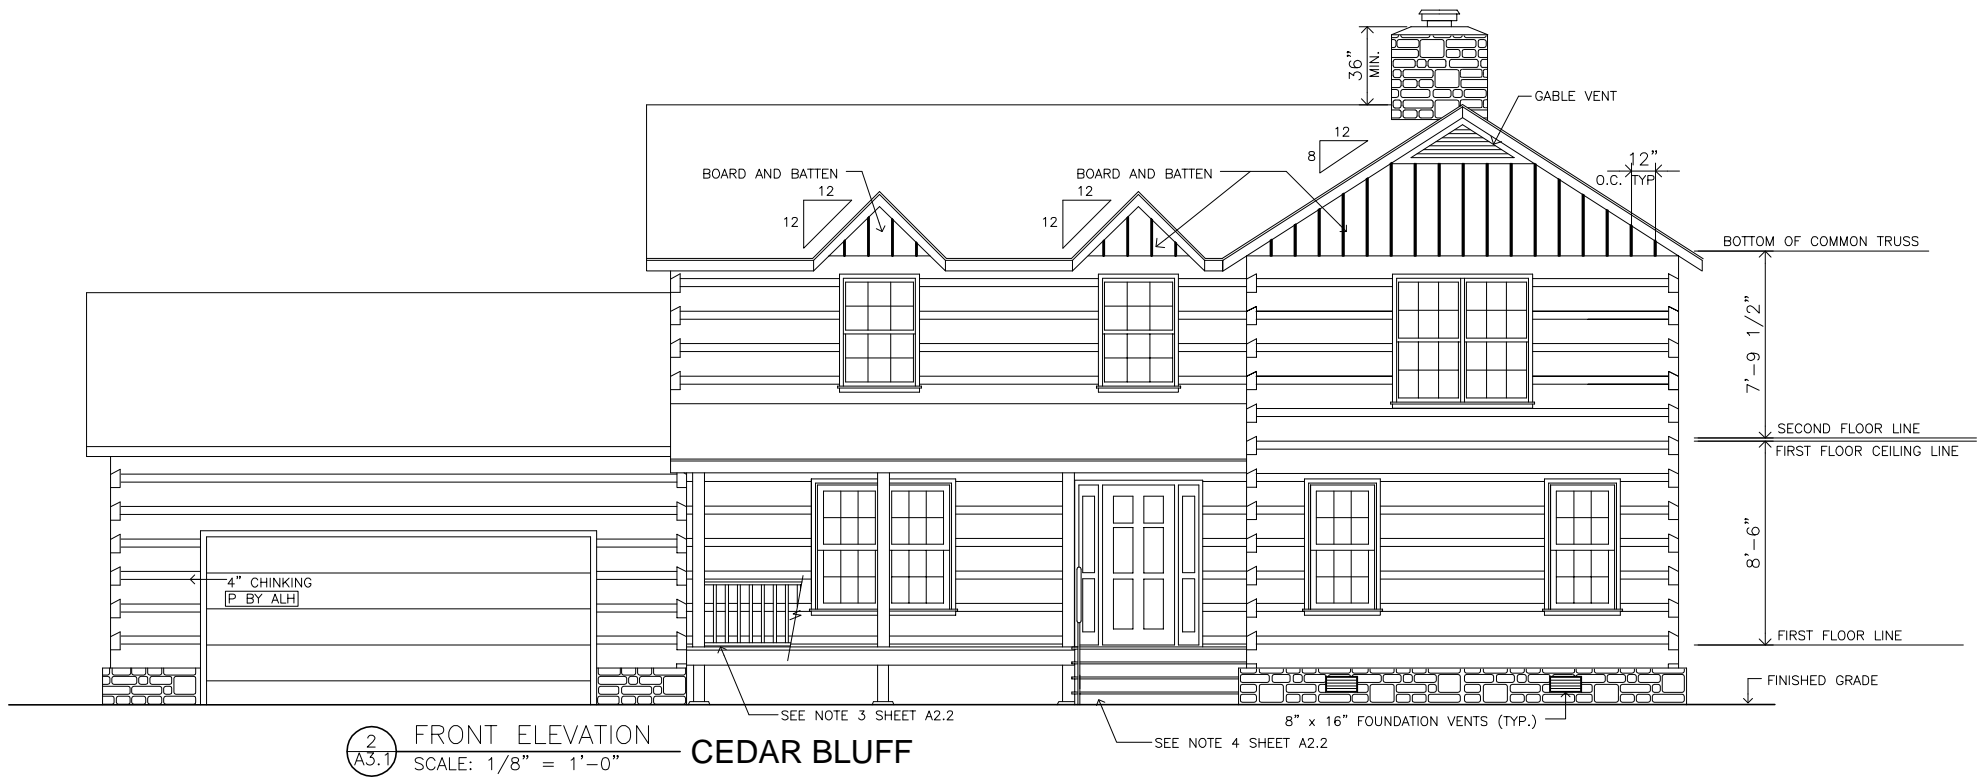 36"
MIN.
GABLE VENT
12
8
12"
O.C. TYP
BOARD AND BATTEN
12
12
BOARD AND BATTEN
12
12
BOTTOM OF COMMON TRUSS
7'-9 1/2"
SECOND FLOOR LINE
FIRST FLOOR CEILING LINE
8'-6"
4" CHINKING
P BY ALH
FIRST FLOOR LINE
FINISHED GRADE
SEE NOTE 3 SHEET A2.2
8" x 16" FOUNDATION VENTS (TYP.)
SEE NOTE 4 SHEET A2.2
2
A3.1
FRONT ELEVATION
SCALE: 1/8" = 1'-0"
CEDAR BLUFF